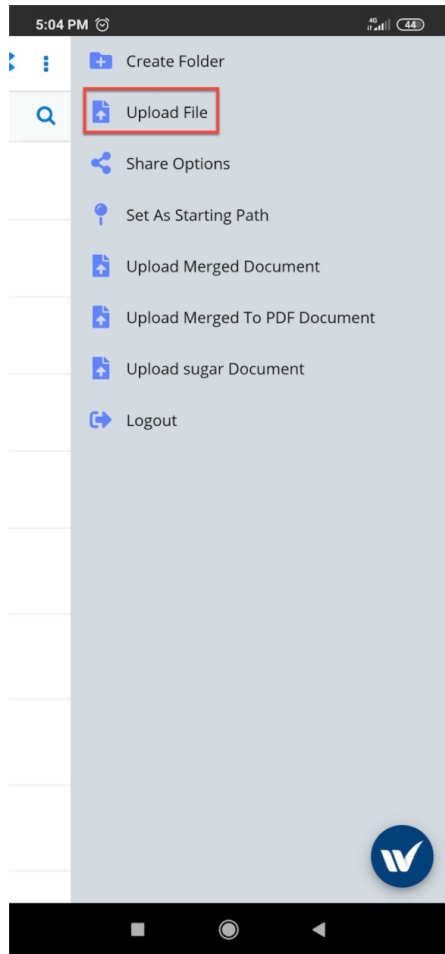 5:04 PM
4G
44
Create Folder
Upload File
Share Options
Set As Starting Path
Upload Merged Document
Upload Merged To PDF Document
Upload sugar Document
Logout